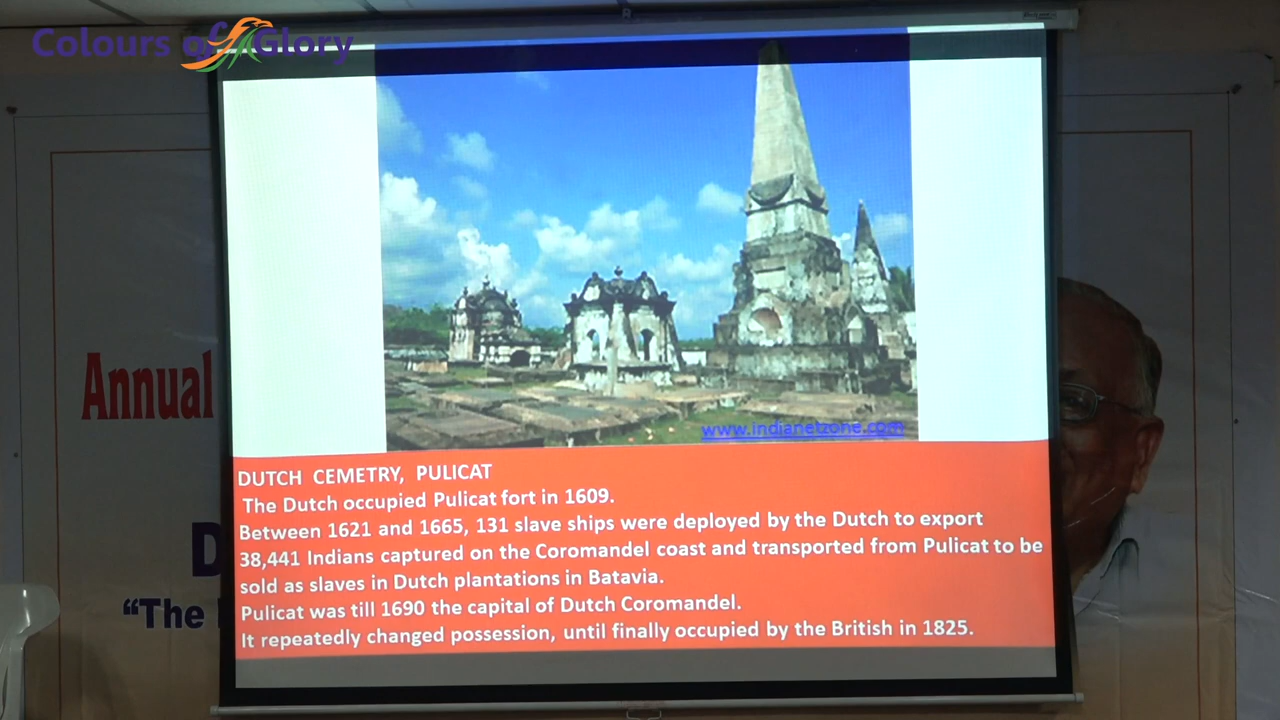 Colours of Glory
Annual
D
“The
www.indianetzone.com
DUTCH CEMETRY, PULICAT
The Dutch occupied Pulicat fort in 1609.
Between 1621 and 1665, 131 slave ships were deployed by the Dutch to export
38,441 Indians captured on the Coromandel coast and transported from Pulicat to be
sold as slaves in Dutch plantations in Batavia.
Pulicat was till 1690 the capital of Dutch Coromandel.
It repeatedly changed possession, until finally occupied by the British in 1825.